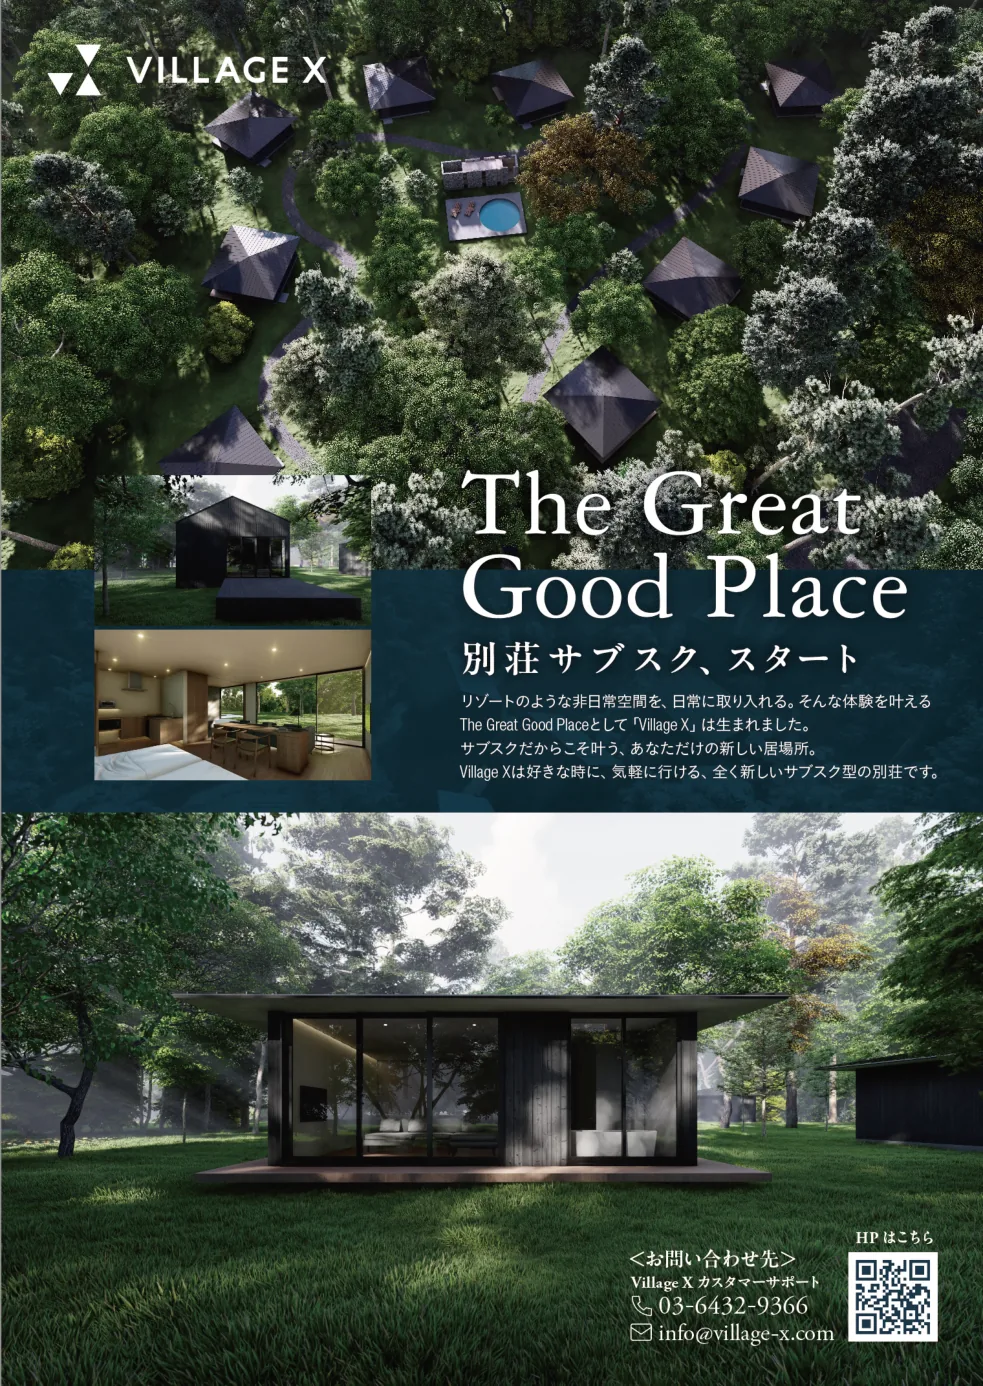 VILLAGE X
The Great
Good Place
別荘サブスク、スタート
リゾートのような非日常空間を、日常に取り入れる。そんな体験を叶える
The Great Good Placeとして「Village X」は生まれました。
サブスクだからこそ叶う、あなただけの新しい居場所。
Village Xは好きな時に、気軽に行ける、全く新しいサブスク型の別荘です。
HP はこちら
＜お問い合わせ先＞
Village X カスタマーサポート
03-6432-9366
info@village-x.com